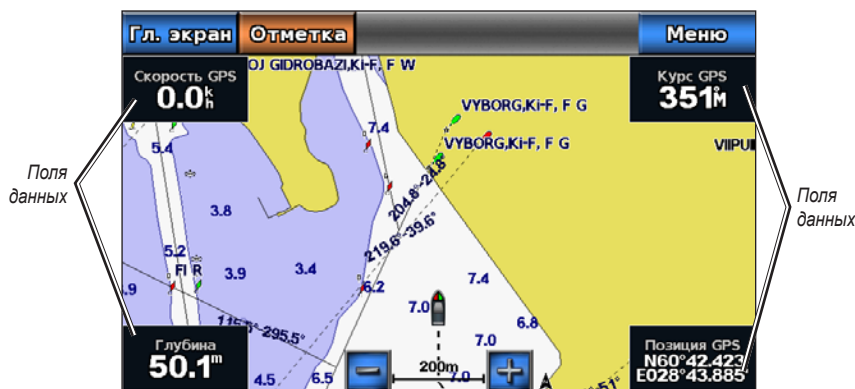 Гл. экран Отметка Меню
Скорость GPS
0.0kh
Курс GPS
351°M
OJ GIDROBAZI,Ki-F, F W
VYBORG,Ki-F, F G
VYBORG,Ki-F, F G
VIIPU
7.4
5.4
Поля
данных
Поля
данных
204.8°-24.8°
219.6°-39.6°
3.8
5.2
Fl R
3.9
3.4
6.2
7.4
.9
7.0
6.8
295.5°
7.0
Глубина
50.1m
4.5
6.5
200m
7.0
51°
Позиция GPS
N60°42.423'
E028°43.885'